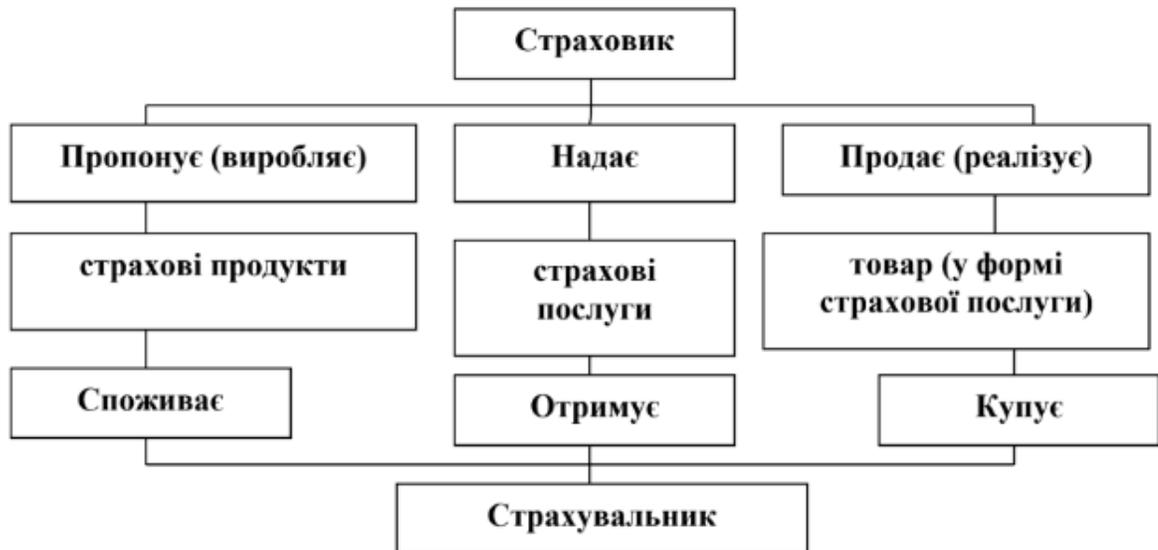 Страховик
Пропонує (виробляє)
Надає
Продає (реалізує)
страхові продукти
страхові
послуги
товар (у формі
страхової послуги)
Споживає
Отримує
Купує
Страхувальник